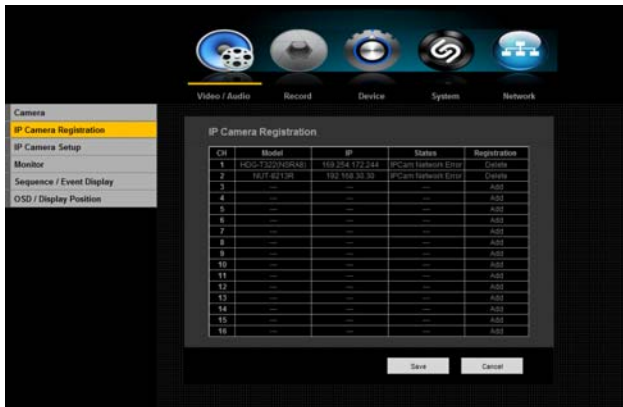 Video / Audio Record Device System Network
Camera
IP Camera Registration
IP Camera Setup
Monitor
Sequence / Event Display
OSD / Display Position
IP Camera Registration
CH Model IP Status Registration
1 HDG-T322(NSRAB) 169.254.172.244 IPCam Network Error Delete
2 NUT-8213R 192.168.30.30 IPCam Network Error Delete
3 --- --- --- Add
4 --- --- --- Add
5 --- --- --- Add
6 --- --- --- Add
7 --- --- --- Add
8 --- --- --- Add
9 --- --- --- Add
10 --- --- --- Add
11 --- --- --- Add
12 --- --- --- Add
13 --- --- --- Add
14 --- --- --- Add
15 --- --- --- Add
16 --- --- --- Add
Save Cancel